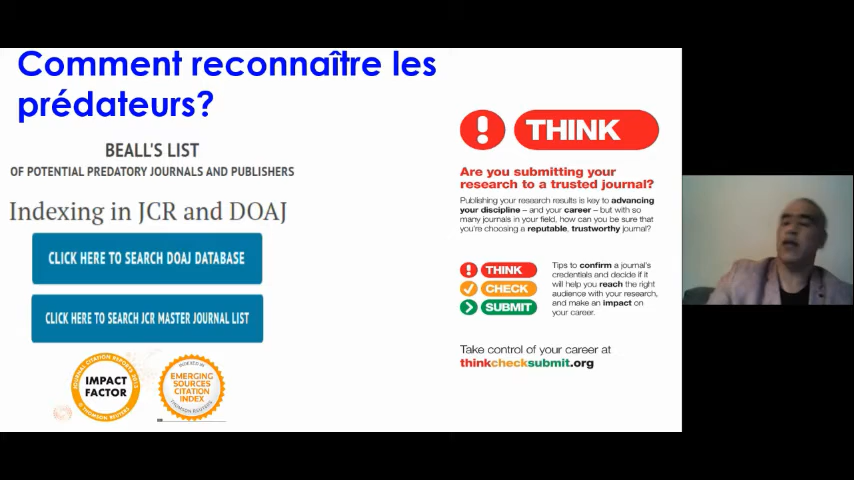 Comment reconnaître les
prédateurs?
BEALL'S LIST
OF POTENTIAL PREDATORY JOURNALS AND PUBLISHERS
Indexing in JCR and DOAJ
CLICK HERE TO SEARCH DOAJ DATABASE
CLICK HERE TO SEARCH JCR MASTER JOURNAL LIST
IMPACT
FACTOR
INDEXED IN
EMERGING
SOURCES
CITATION
INDEX
THOMSON REUTERS
! THINK
Are you submitting your
research to a trusted journal?
Publishing your research results is key to advancing
your discipline – and your career – but with so
many journals in your field, how can you be sure that
you're choosing a reputable, trustworthy journal?
! THINK
CHECK
SUBMIT
Tips to confirm a journal's
credentials and decide if it
will help you reach the right
audience with your research,
and make an impact on
your career.
Take control of your career at
thinkchecksubmit.org